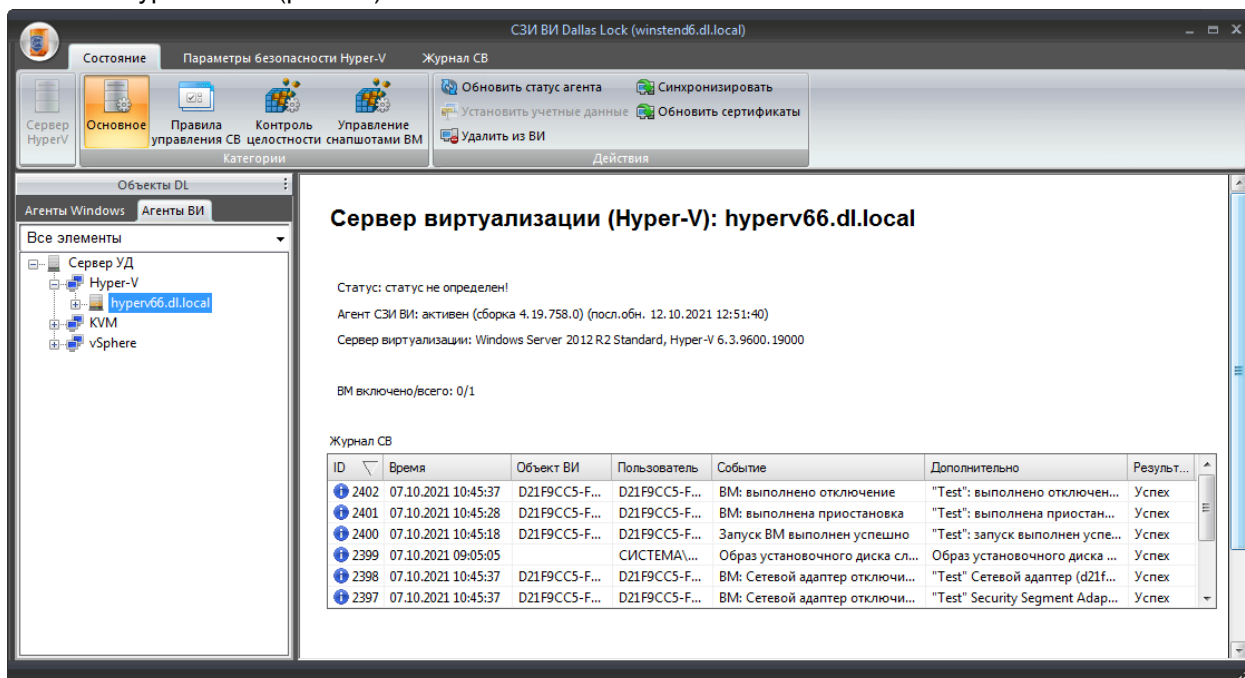 СЗИ ВИ Dallas Lock (winstend6.dl.local)
Состояние Параметры безопасности Hyper-V Журнал СВ
Сервер HyperV
Основное
Правила управления СВ
Контроль целостности
Управление снапшотами ВМ
Категории
Обновить статус агента
Синхронизировать
Установить учетные данные
Обновить сертификаты
Удалить из ВИ
Действия
Объекты DL
Агенты Windows Агенты ВИ
Все элементы
Сервер УД
Hyper-V
hyperv66.dl.local
KVM
vSphere
Сервер виртуализации (Hyper-V): hyperv66.dl.local
Статус: статус не определен!
Агент СЗИ ВИ: активен (сборка 4.19.758.0) (посл.обн. 12.10.2021 12:51:40)
Сервер виртуализации: Windows Server 2012 R2 Standard, Hyper-V 6.3.9600.19000
ВМ включено/всего: 0/1
Журнал СВ
ID Время Объект ВИ Пользователь Событие Дополнительно Результ...
2402 07.10.2021 10:45:37 D21F9CC5-F... D21F9CC5-F... ВМ: выполнено отключение "Test": выполнено отключен... Успех
2401 07.10.2021 10:45:28 D21F9CC5-F... D21F9CC5-F... ВМ: выполнена приостановка "Test": выполнена приостан... Успех
2400 07.10.2021 10:45:18 D21F9CC5-F... D21F9CC5-F... Запуск ВМ выполнен успешно "Test": запуск выполнен успе... Успех
2399 07.10.2021 09:05:05 СИСТЕМА\... Образ установочного диска сл... Образ установочного диска ... Успех
2398 07.10.2021 10:45:37 D21F9CC5-F... D21F9CC5-F... ВМ: Сетевой адаптер отключи... "Test" Сетевой адаптер (d21f... Успех
2397 07.10.2021 10:45:37 D21F9CC5-F... D21F9CC5-F... ВМ: Сетевой адаптер отключи... "Test" Security Segment Adap... Успех